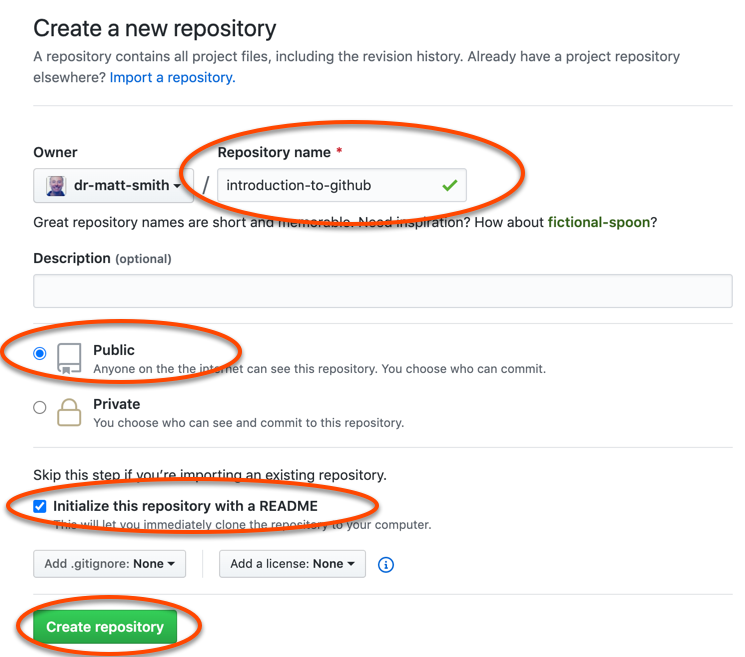 Create a new repository
A repository contains all project files, including the revision history. Already have a project repository
elsewhere? Import a repository.
Owner
Repository name *
dr-matt-smith / introduction-to-github
Great repository names are short and memorable. Need inspiration? How about fictional-spoon?
Description (optional)
Public
Anyone on the the internet can see this repository. You choose who can commit.
Private
You choose who can see and commit to this repository.
Skip this step if you’re importing an existing repository.
Initialize this repository with a README
This will let you immediately clone the repository to your computer.
Add .gitignore: None
Add a license: None
Create repository